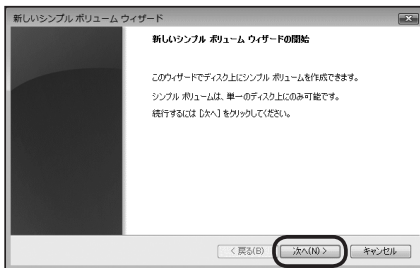 新しいシンプル ボリューム ウィザード
新しいシンプル ボリューム ウィザードの開始
このウィザードでディスク上にシンプル ボリュームを作成できます。
シンプル ボリュームは、単一のディスク上にのみ可能です。
続行するには [次へ] をクリックしてください。
< 戻る(B) 次へ(N) > キャンセル